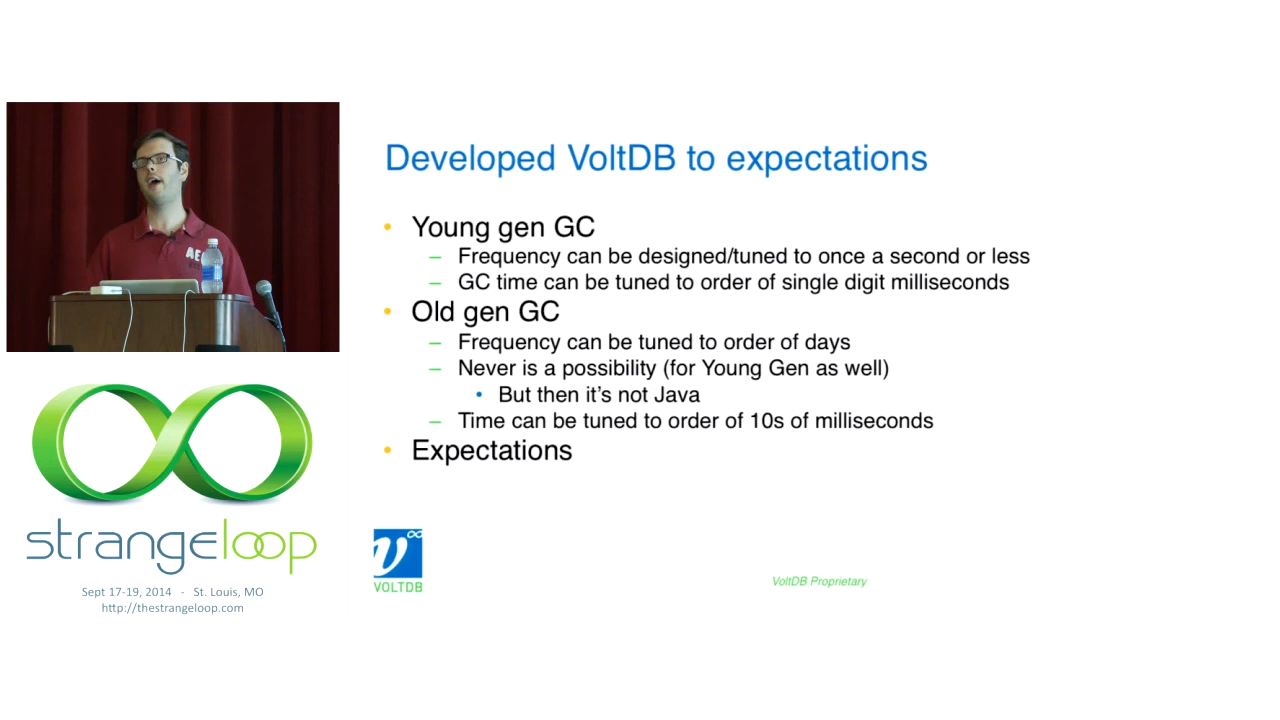 Developed VoltDB to expectations
• Young gen GC
– Frequency can be designed/tuned to once a second or less
– GC time can be tuned to order of single digit milliseconds
• Old gen GC
– Frequency can be tuned to order of days
– Never is a possibility (for Young Gen as well)
• But then it's not Java
– Time can be tuned to order of 10s of milliseconds
• Expectations
VOLTDB
VoltDB Proprietary
AE
strangeloop
Sept 17-19, 2014 - St. Louis, MO
http://thestrangeloop.com